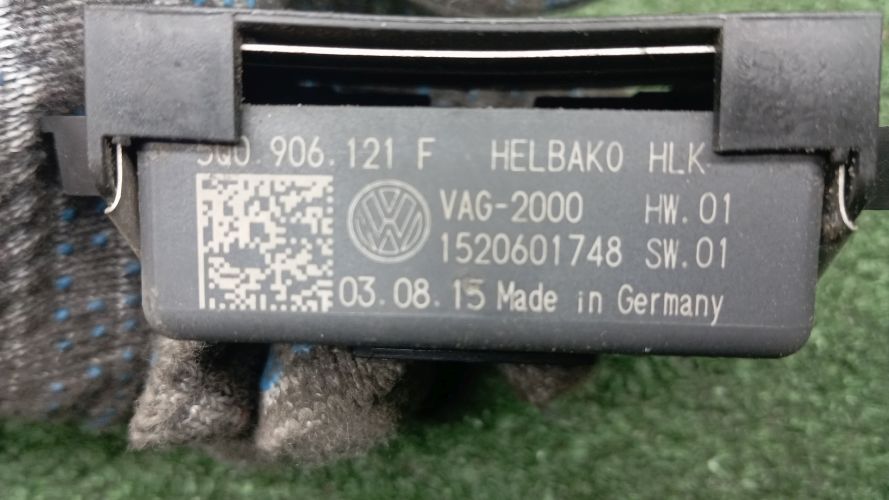 5Q0.906.121 F HELBAKO HLK
VAG-2000 HW.01
1520601748 SW.01
03.08.15 Made in Germany